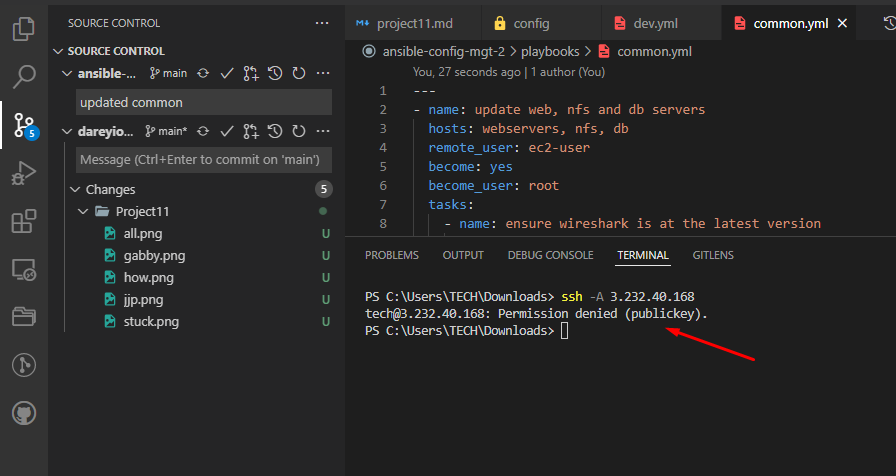 SOURCE CONTROL ···
SOURCE CONTROL
ansible-... main ···
updated common
dareyio... main* ···
Message (Ctrl+Enter to commit on 'main')
Changes 5
Project11
all.png U
gabby.png U
how.png U
jjp.png U
stuck.png U
5
project11.md config dev.yml common.yml
ansible-config-mgt-2 > playbooks > common.yml
You, 27 seconds ago | 1 author (You)
1 ---
2 - name: update web, nfs and db servers
3 hosts: webservers, nfs, db
4 remote_user: ec2-user
5 become: yes
6 become_user: root
7 tasks:
8 - name: ensure wireshark is at the latest version
PROBLEMS OUTPUT DEBUG CONSOLE TERMINAL GITLENS
PS C:\Users\TECH\Downloads> ssh -A 3.232.40.168
tech@3.232.40.168: Permission denied (publickey).
PS C:\Users\TECH\Downloads>